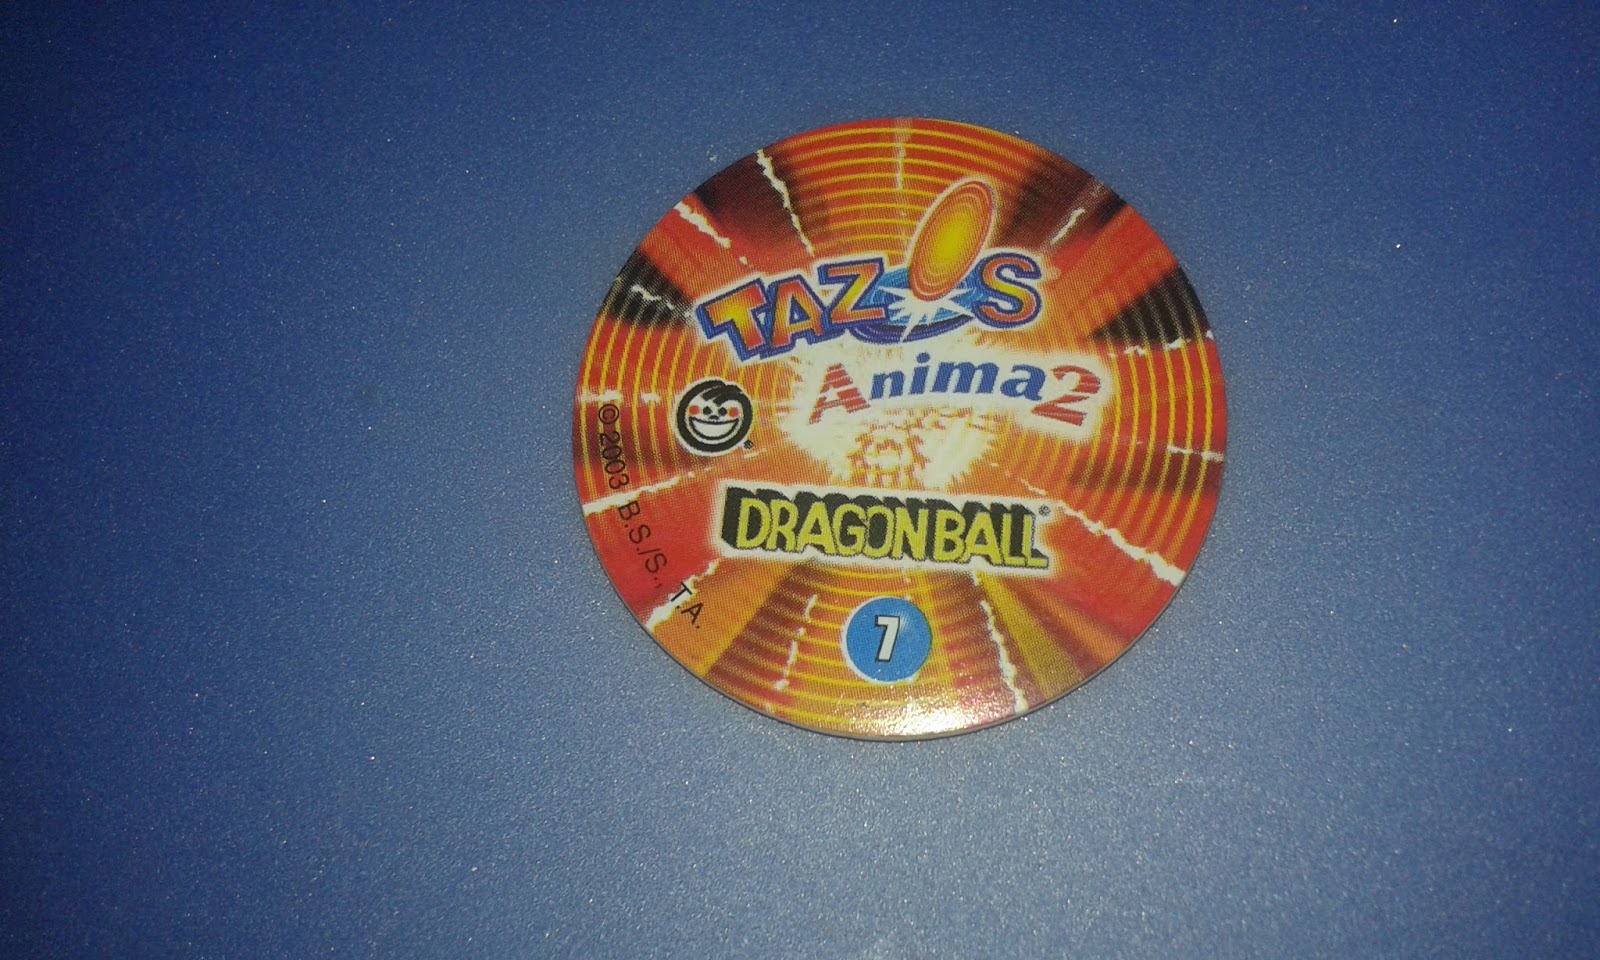 TAZOS
Anima2
DRAGONBALL©
7
© 2003 B.S./S., T.A.